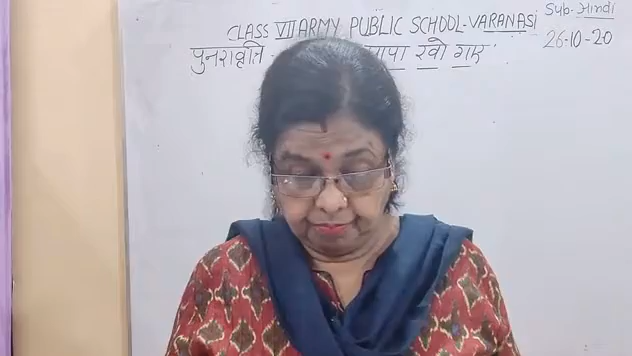 Sub- Hindi
CLASS VII ARMY PUBLIC SCHOOL-VARANASI
26-10-20
पुनरावृत्ति पापा खो गए